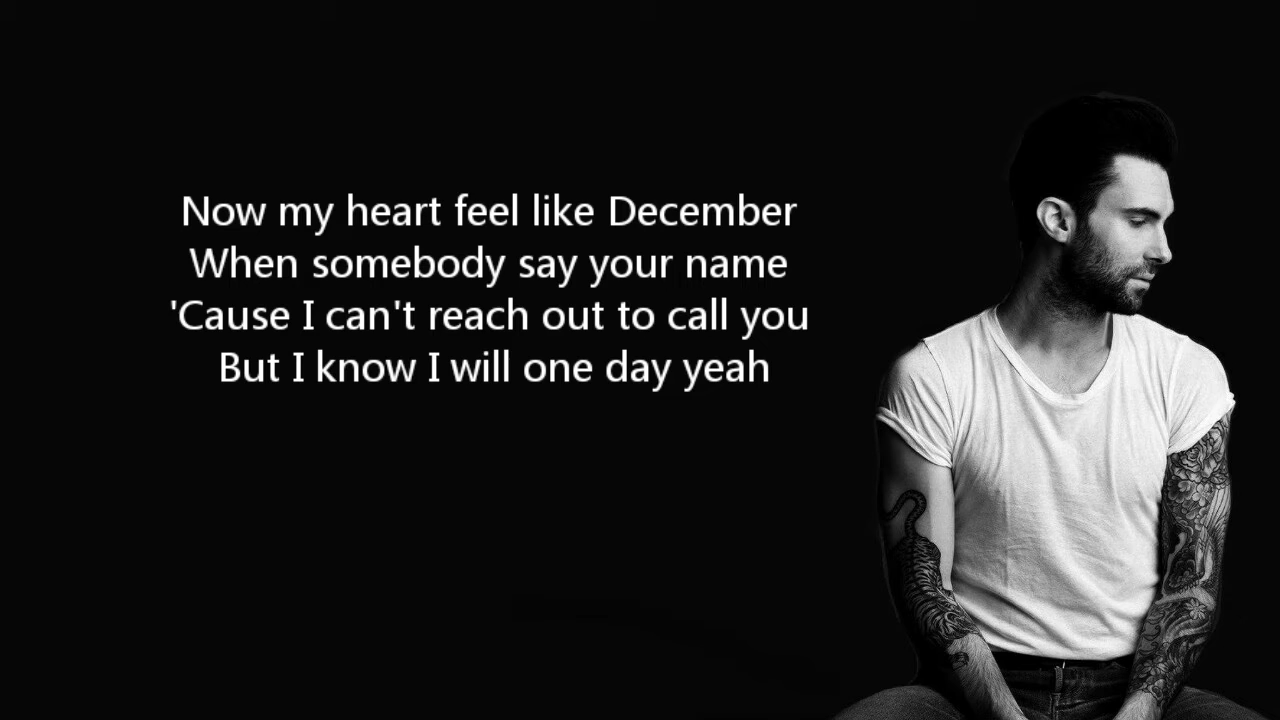 Now my heart feel like December
When somebody say your name
'Cause I can't reach out to call you
But I know I will one day yeah